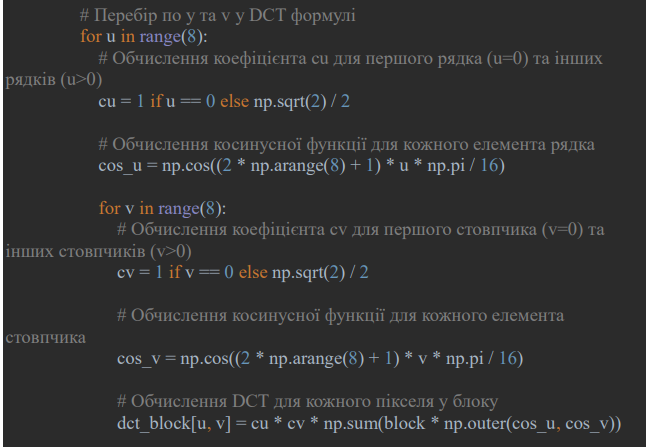 # Перебір по u та v у DCT формулі
for u in range(8):
# Обчислення коефіцієнта cu для першого рядка (u=0) та інших
рядків (u>0)
cu = 1 if u == 0 else np.sqrt(2) / 2
# Обчислення косинусної функції для кожного елемента рядка
cos_u = np.cos((2 * np.arange(8) + 1) * u * np.pi / 16)
for v in range(8):
# Обчислення коефіцієнта cv для першого стовпчика (v=0) та
інших стовпчиків (v>0)
cv = 1 if v == 0 else np.sqrt(2) / 2
# Обчислення косинусної функції для кожного елемента
стовпчика
cos_v = np.cos((2 * np.arange(8) + 1) * v * np.pi / 16)
# Обчислення DCT для кожного пікселя у блоку
dct_block[u, v] = cu * cv * np.sum(block * np.outer(cos_u, cos_v))